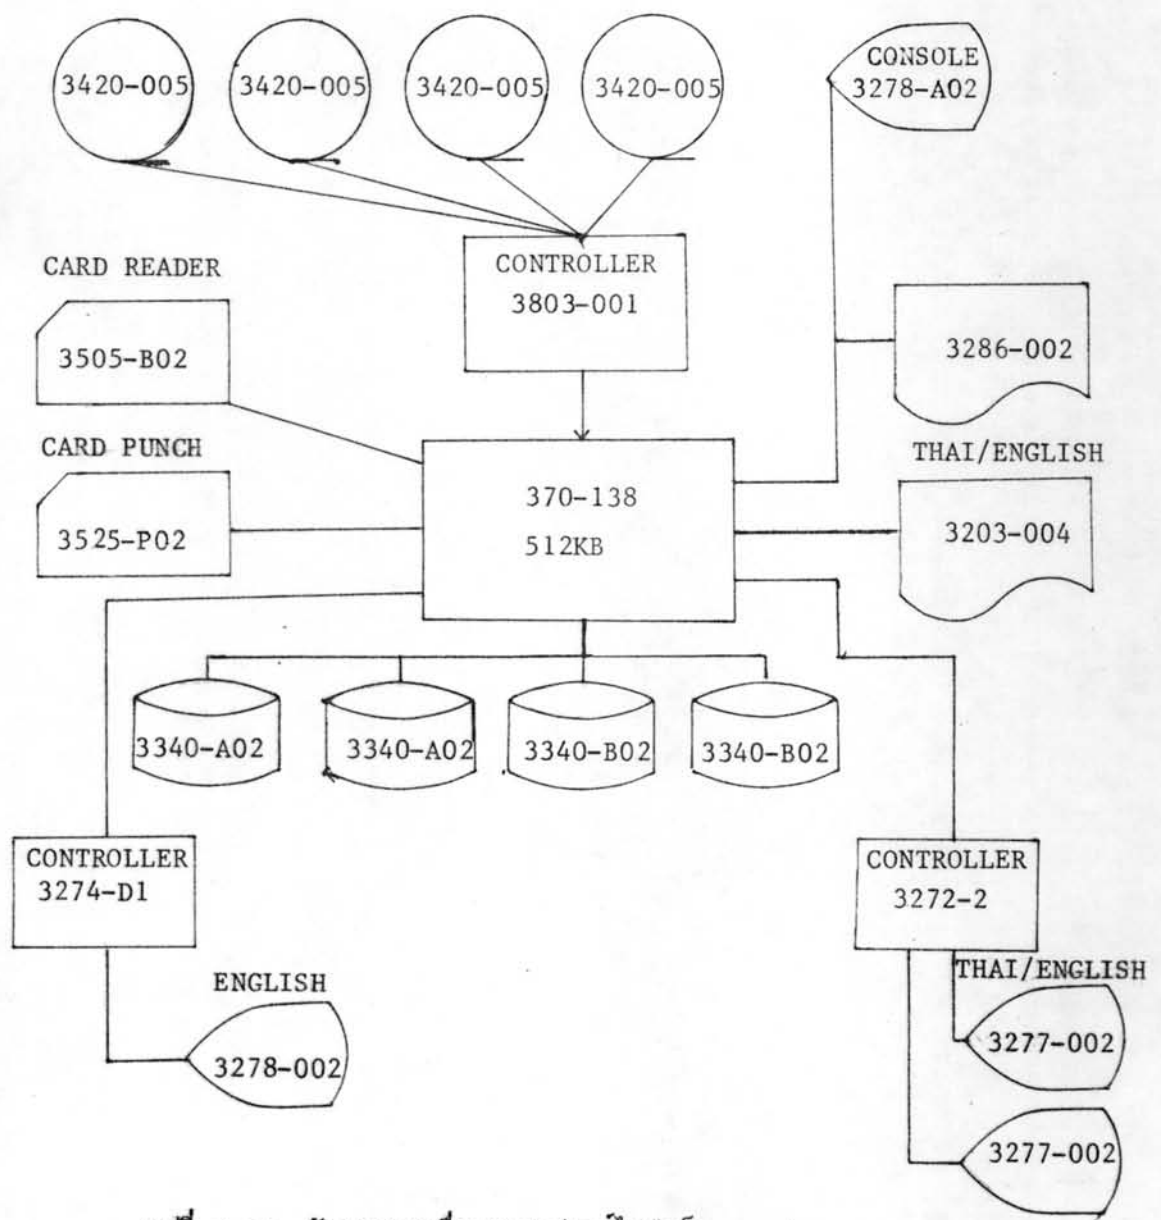 3420-005
3420-005
3420-005
3420-005
CONSOLE
3278-A02
CONTROLLER
3803-001
CARD READER
3505-B02
3286-002
CARD PUNCH
3525-P02
370-138
512KB
THAI/ENGLISH
3203-004
3340-A02
3340-A02
3340-B02
3340-B02
CONTROLLER
3274-D1
CONTROLLER
3272-2
ENGLISH
3278-002
THAI/ENGLISH
3277-002
3277-002